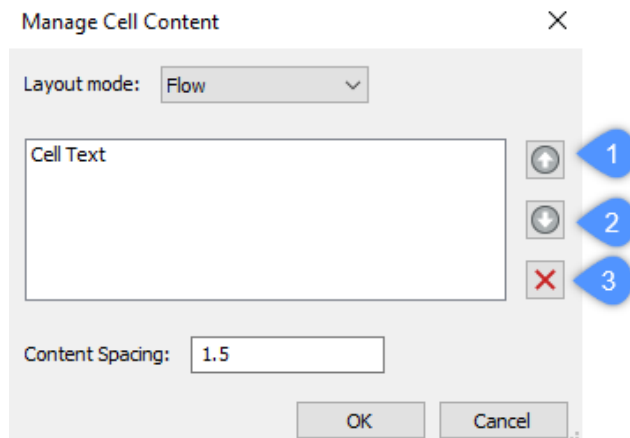 Manage Cell Content
Layout mode: Flow
Cell Text
1
2
3
Content Spacing: 1.5
OK Cancel